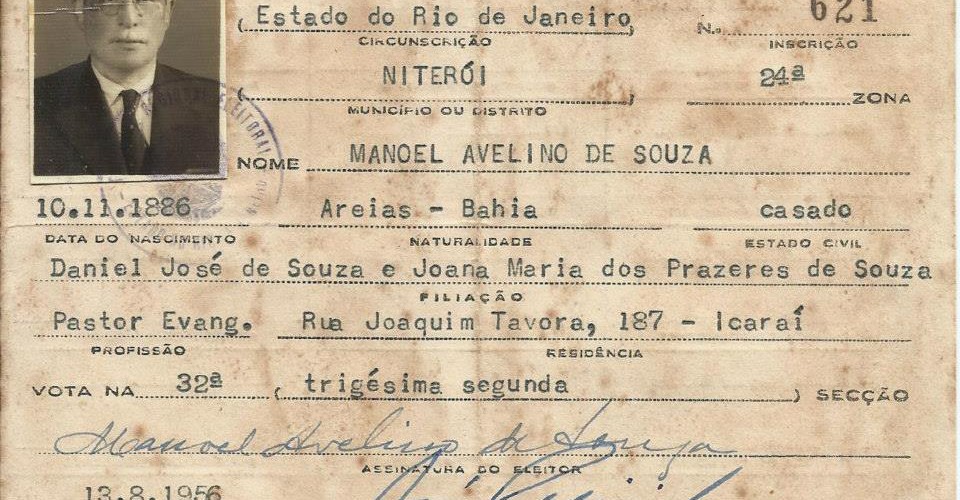 ( Estado do Rio de Janeiro ) N. 621
CIRCUNSCRIÇÃO INSCRIÇÃO
( NITERÓI ) 24ª ZONA
MUNICÍPIO OU DISTRITO
NOME MANOEL AVELINO DE SOUZA
REGIONAL ELEITORAL
10.11.1886 Areias - Bahia casado
DATA DO NASCIMENTO NATURALIDADE ESTADO CIVIL
Daniel José de Souza e Joana Maria dos Prazeres de Souza
FILIAÇÃO
Pastor Evang. Rua Joaquim Tavora, 187 - Icaraí
PROFISSÃO RESIDÊNCIA
VOTA NA 32ª ( trigésima segunda ) SECÇÃO
Manoel Avelino de Souza
ASSINATURA DO ELEITOR
13.8.1956